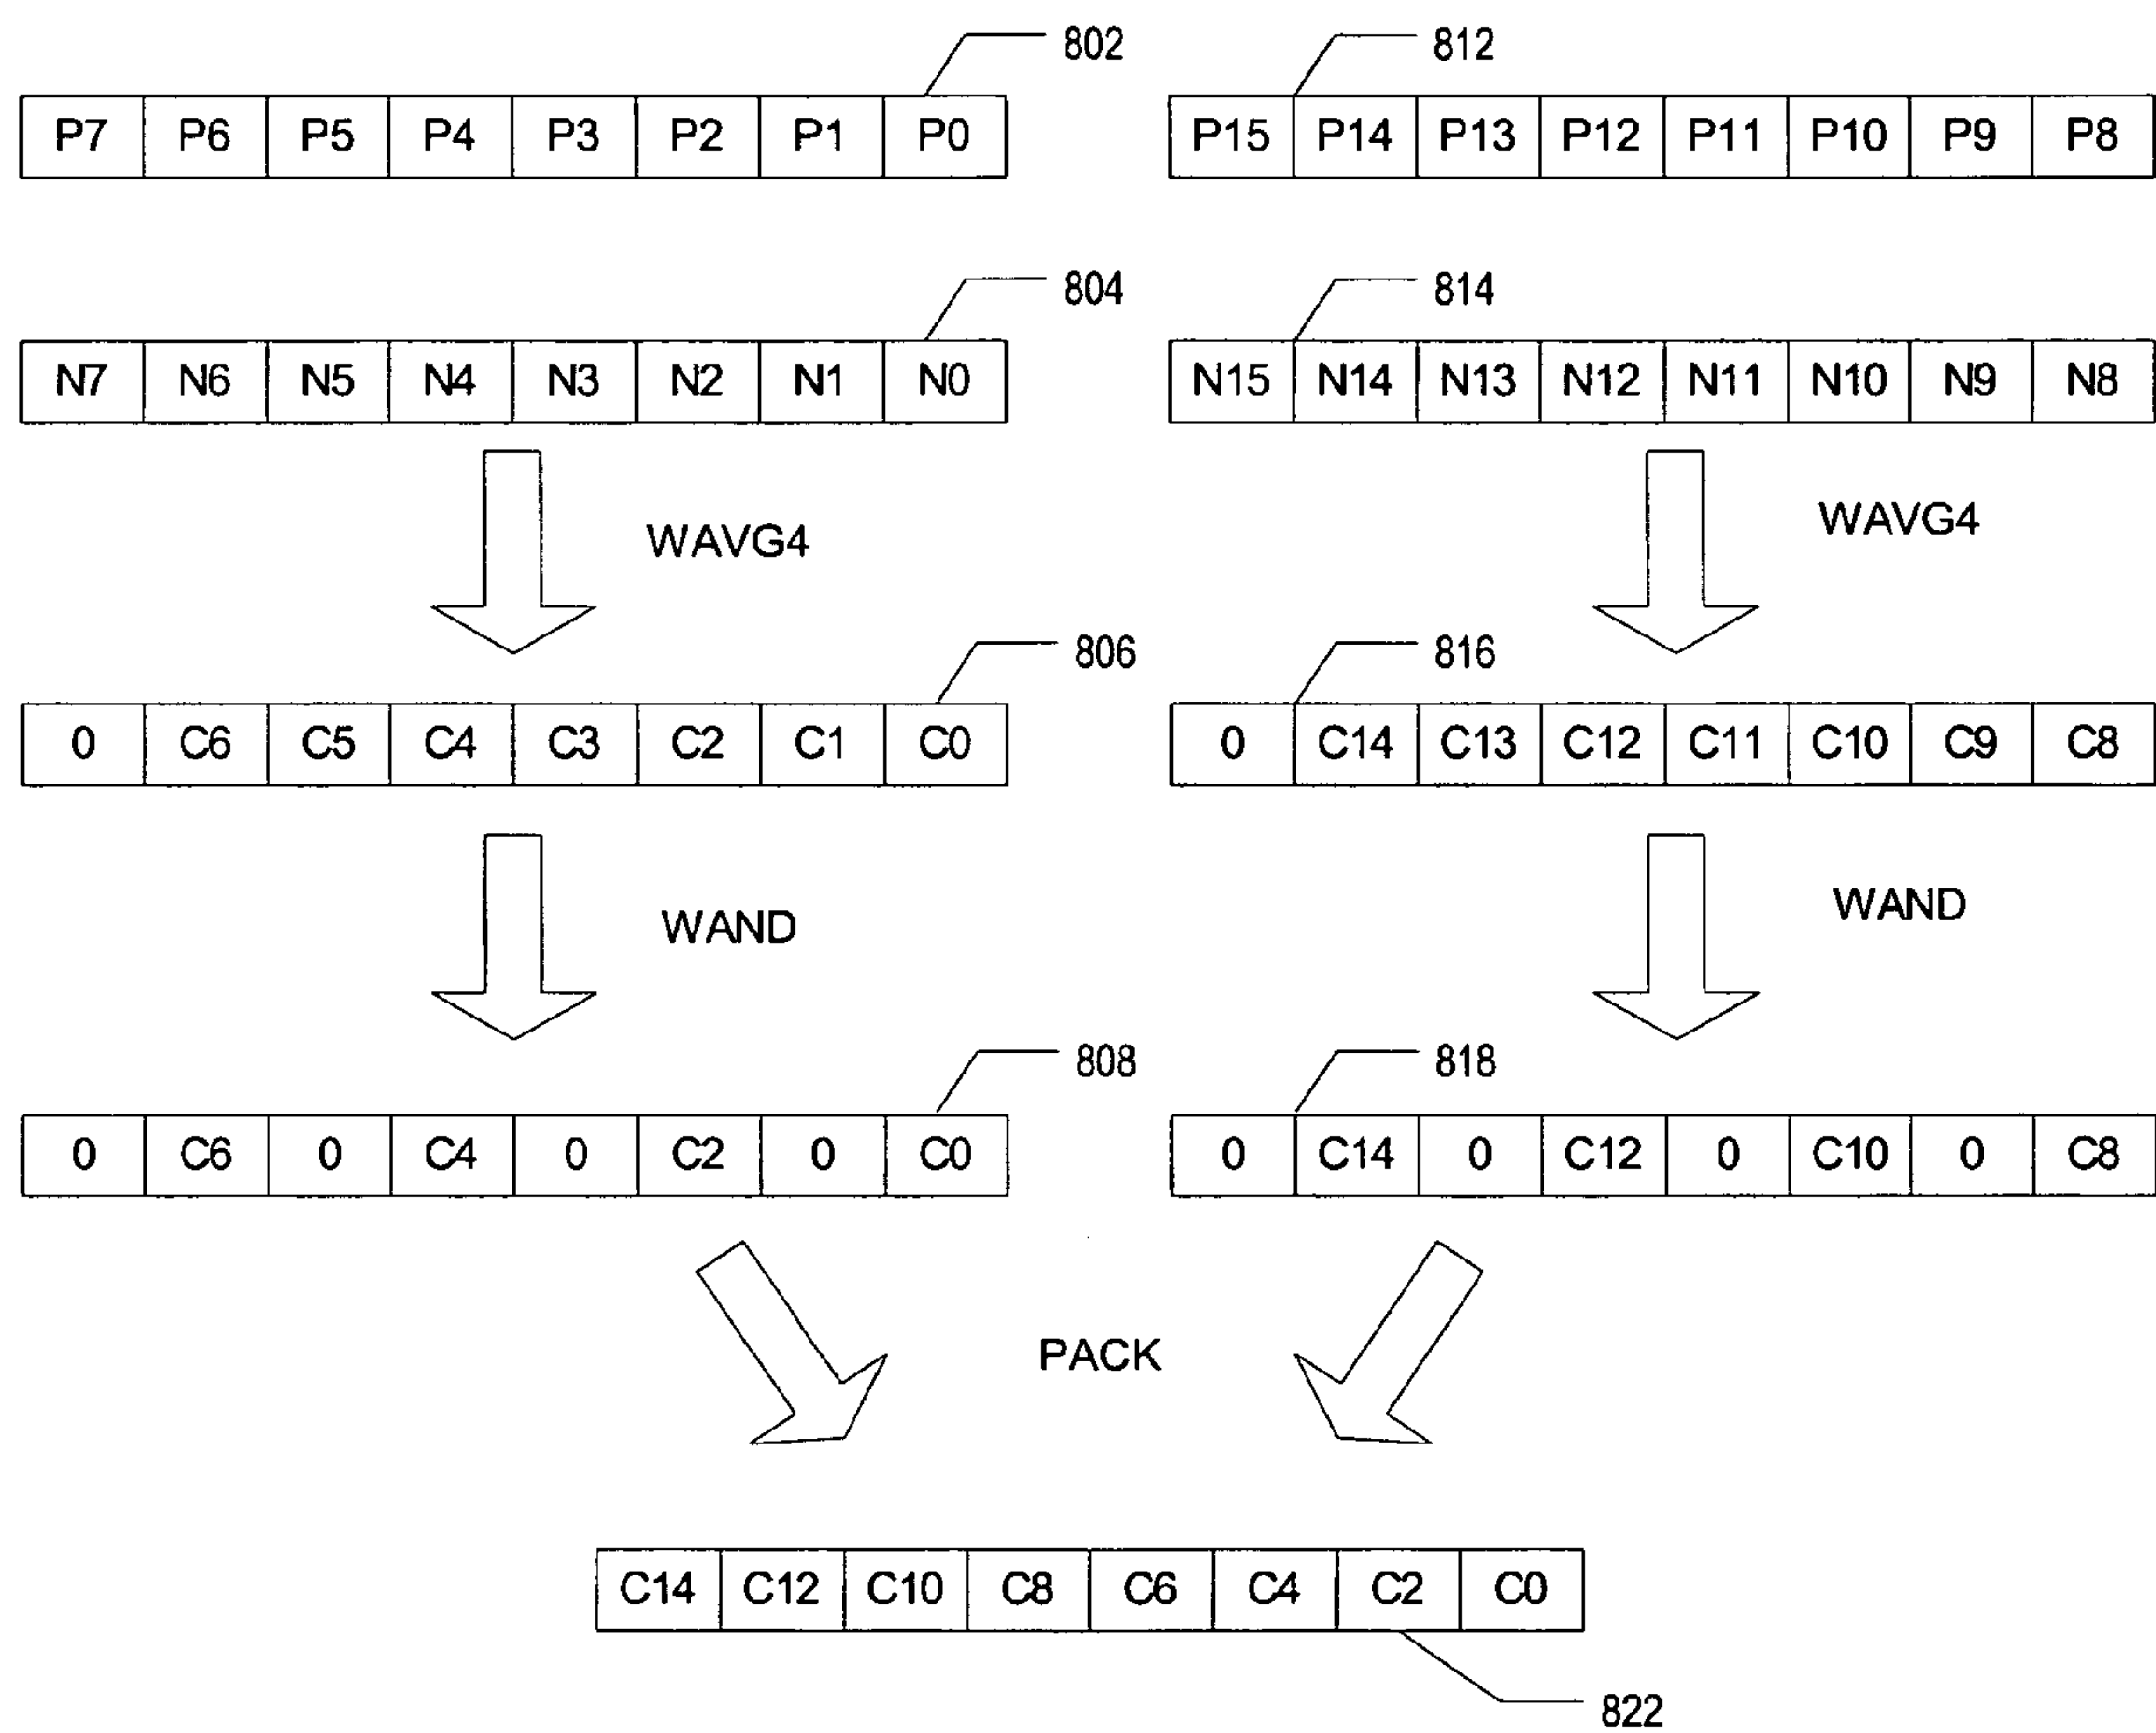 802 812
P7 P6 P5 P4 P3 P2 P1 P0 P15 P14 P13 P12 P11 P10 P9 P8
804 814
N7 N6 N5 N4 N3 N2 N1 N0 N15 N14 N13 N12 N11 N10 N9 N8
WAVG4 WAVG4
806 816
0 C6 C5 C4 C3 C2 C1 C0 0 C14 C13 C12 C11 C10 C9 C8
WAND WAND
808 818
0 C6 0 C4 0 C2 0 C0 0 C14 0 C12 0 C10 0 C8
PACK
C14 C12 C10 C8 C6 C4 C2 C0
822